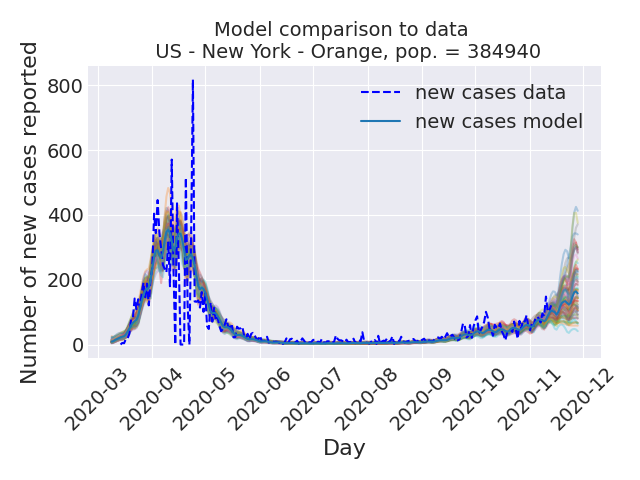 Model comparison to data
US - New York - Orange, pop. = 384940
Number of new cases reported
800
600
400
200
0
new cases data
new cases model
2020-03
2020-04
2020-05
2020-06
2020-07
2020-08
2020-09
2020-10
2020-11
2020-12
Day